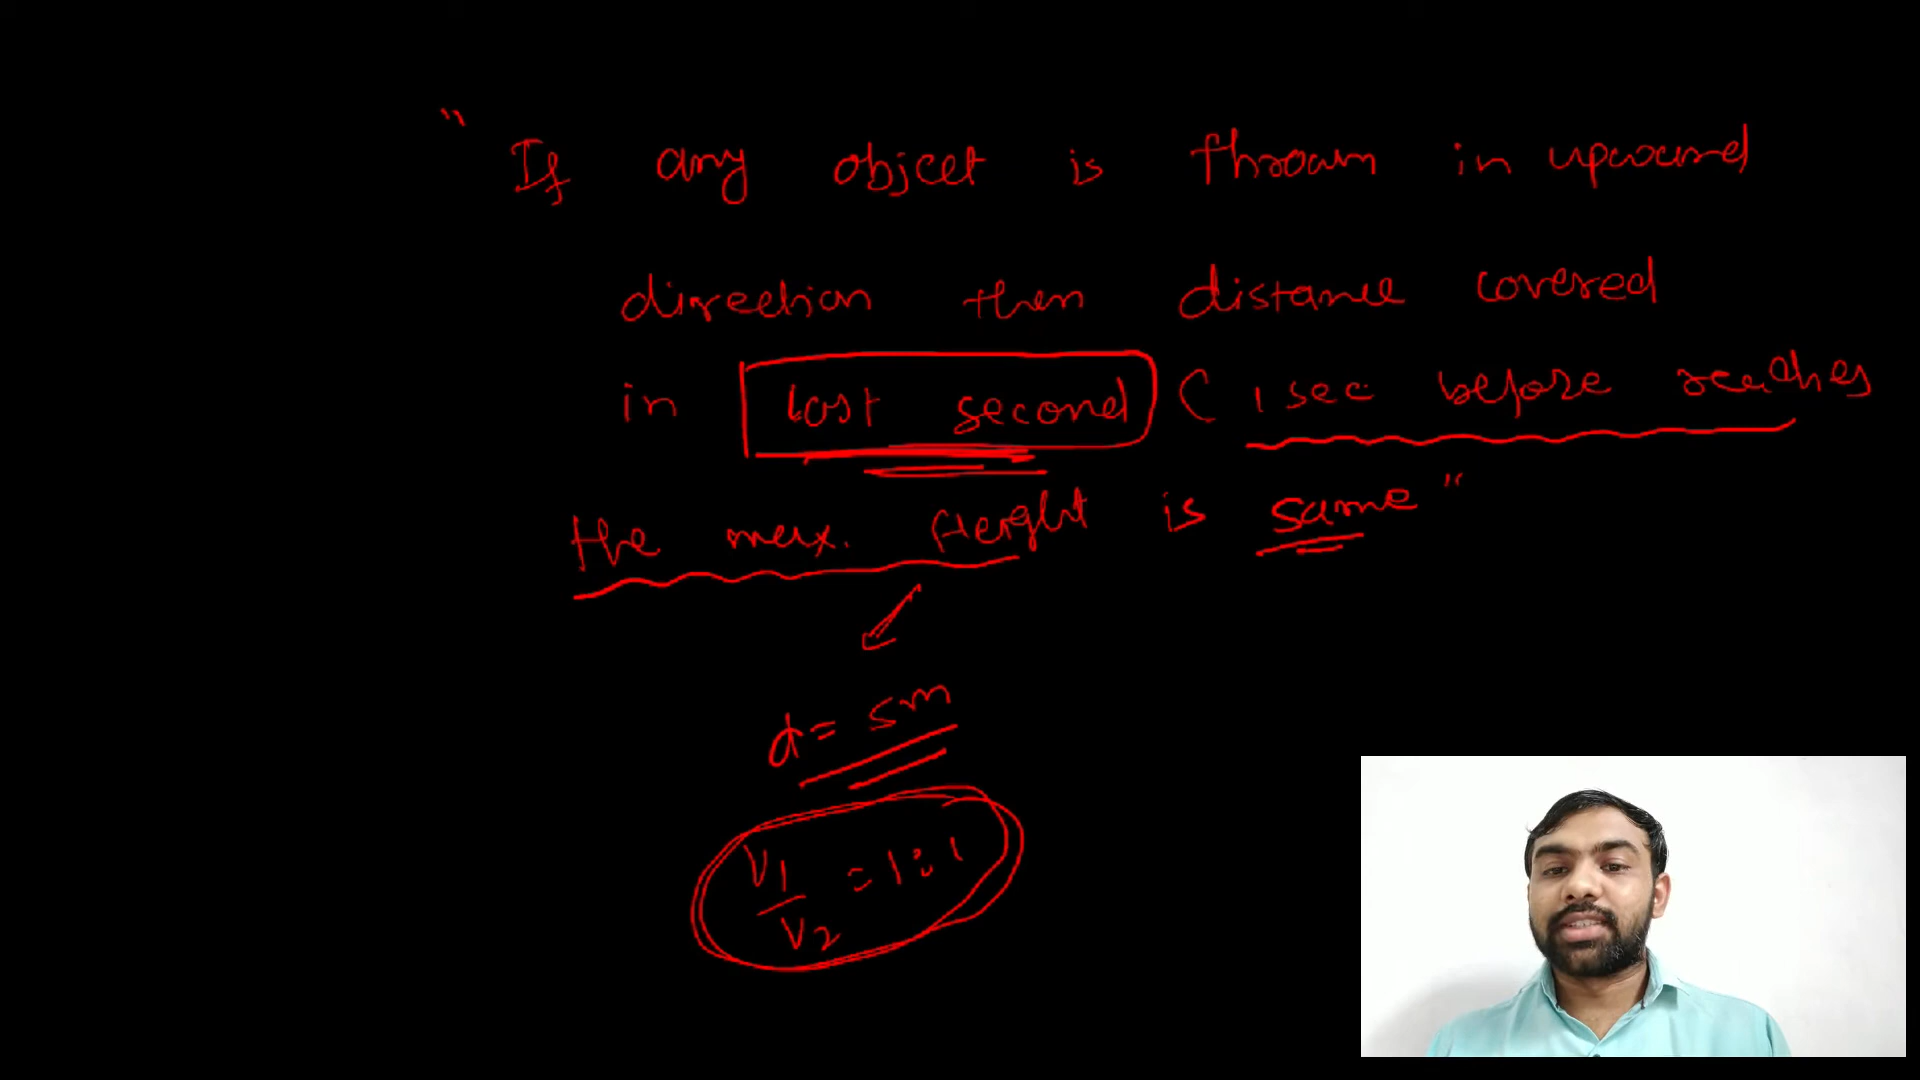 " If any object is thrown in upward
direction then distance covered
in last second ( 1 sec before reaches
the max. Height is same "
d = 5m
V1/V2 = 1:1